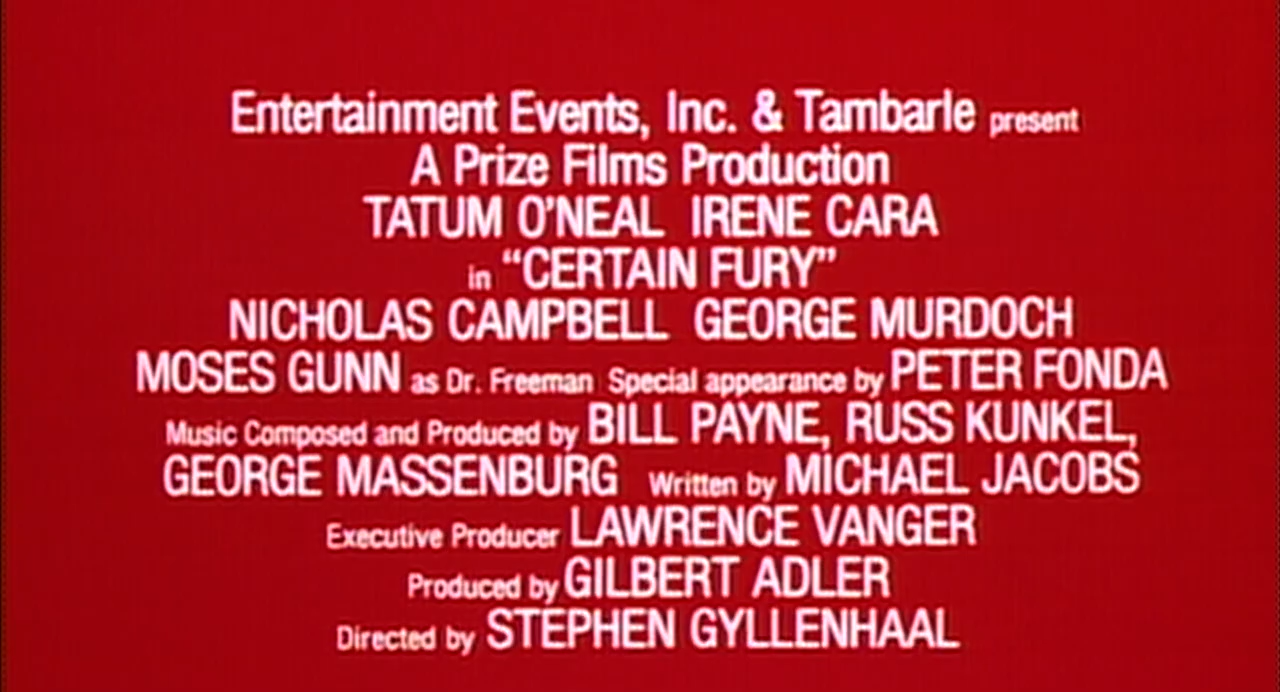 Entertainment Events, Inc. & Tambarle present
A Prize Films Production
TATUM O'NEAL IRENE CARA
in “CERTAIN FURY”
NICHOLAS CAMPBELL GEORGE MURDOCH
MOSES GUNN as Dr. Freeman Special appearance by PETER FONDA
Music Composed and Produced by BILL PAYNE, RUSS KUNKEL,
GEORGE MASSENBURG Written by MICHAEL JACOBS
Executive Producer LAWRENCE VANGER
Produced by GILBERT ADLER
Directed by STEPHEN GYLLENHAAL